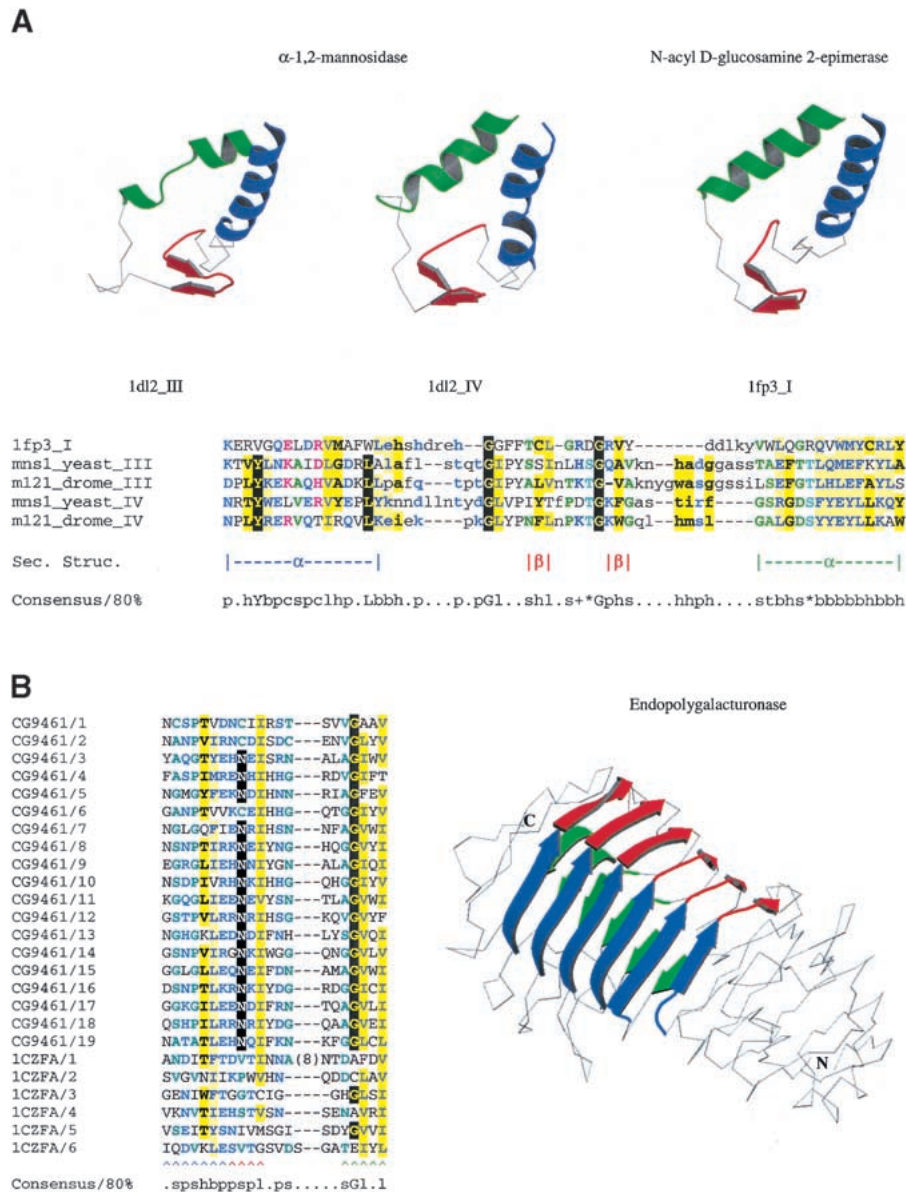 A
α-1,2-mannosidase
N-acyl D-glucosamine 2-epimerase
1dl2_III
1dl2_IV
1fp3_I
1fp3_I KERVGQELDRVMAFWLehshdreh--GGFFTCL-GRDGRVY------ddlkyVWLQGRQVWMYCRLY
mns1_yeast_III KTVYLNKAIDLGDRLAlafl-stqtGIPYSSINLHSGQAVkn--hadggassTAEFTTLQMEFKYLA
m121_drome_III DPLYKEKAQHVADKLLpafq--tptGIPYALVNTKTG-VAknygwasggssiLSEFGTLHLEFAYLS
mns1_yeast_IV NRTYWELVERVYEPLYkndllntydGLVPIYTfPDTGKFGas--tirf----GSRGDSFYEYLLKQY
m121_drome_IV NPLYRERVQTIRQVLKeiek---pkGLYPNFLnPKTGKWGql--hmsl----GALGDSYYEYLLKAW
Sec. Struc. |------α-------| |β| |β| |------α------|
Consensus/80% p.hYbpcspclhp.Lbbh.p...p.pGl..shl.s+*Gphs....hhph....stbhs*bbbbbhbbh
B
Endopolygalacturonase
CG9461/1 NCSPTVDNCIIRST---SVVGAAV
CG9461/2 NANPVIRNCDISDC---ENVGLYV
CG9461/3 YAQGTYEHNEISRN---ALAGIWV
CG9461/4 FASPIMRENHIHHG---RDVGIFT
CG9461/5 NGMGYFEKNDIHNN---RIAGFEV
CG9461/6 GANPTVVKCEIHHG---QTGGIYV
CG9461/7 NGLGQFIENRIHSN---NFAGVWI
CG9461/8 NSNPTIRKNEIYNG---HQGGVYI
CG9461/9 EGRGLIEHNNIYGN---ALAGIQI
CG9461/10 NSDPIVRHNKIHHG---QHGGIYV
CG9461/11 KGQGLIEENEVYSN---TLAGVWI
CG9461/12 GSTPVLRRNRIHSG---KQVGVYF
CG9461/13 NGHGKLEDNDIFNH---LYSGVQI
CG9461/14 GSNPVIRGNKIWGG---QNGGVLV
CG9461/15 GGLGLLEQNEIFDN---AMAGVWI
CG9461/16 DSNPTLKRNKIYDG---RDGGICI
CG9461/17 GGKGILEENDIFRN---VQAGVLI
CG9461/18 QSHPILRRNRIYDG---QAAGVEI
CG9461/19 NATATLEHNQIFKN---KFGGLCL
1CZFA/1 ANDITFTDVTINNA(8)NTDAFDV
1CZFA/2 SVGVNIIKPWVHN----QDDCLAV
1CZFA/3 GENIWFTGGTCIG----GHGLSI
1CZFA/4 VKNVTIEHSTVSN----SENAVRI
1CZFA/5 VSEITYSNIVMSGI---SDYGVVI
1CZFA/6 IQDVKLESVTGSVDS-GATEIYL
^^^^^^^^^^^ ^^^^^
Consensus/80% .spshbppspl.ps.....sGl.l
C
N